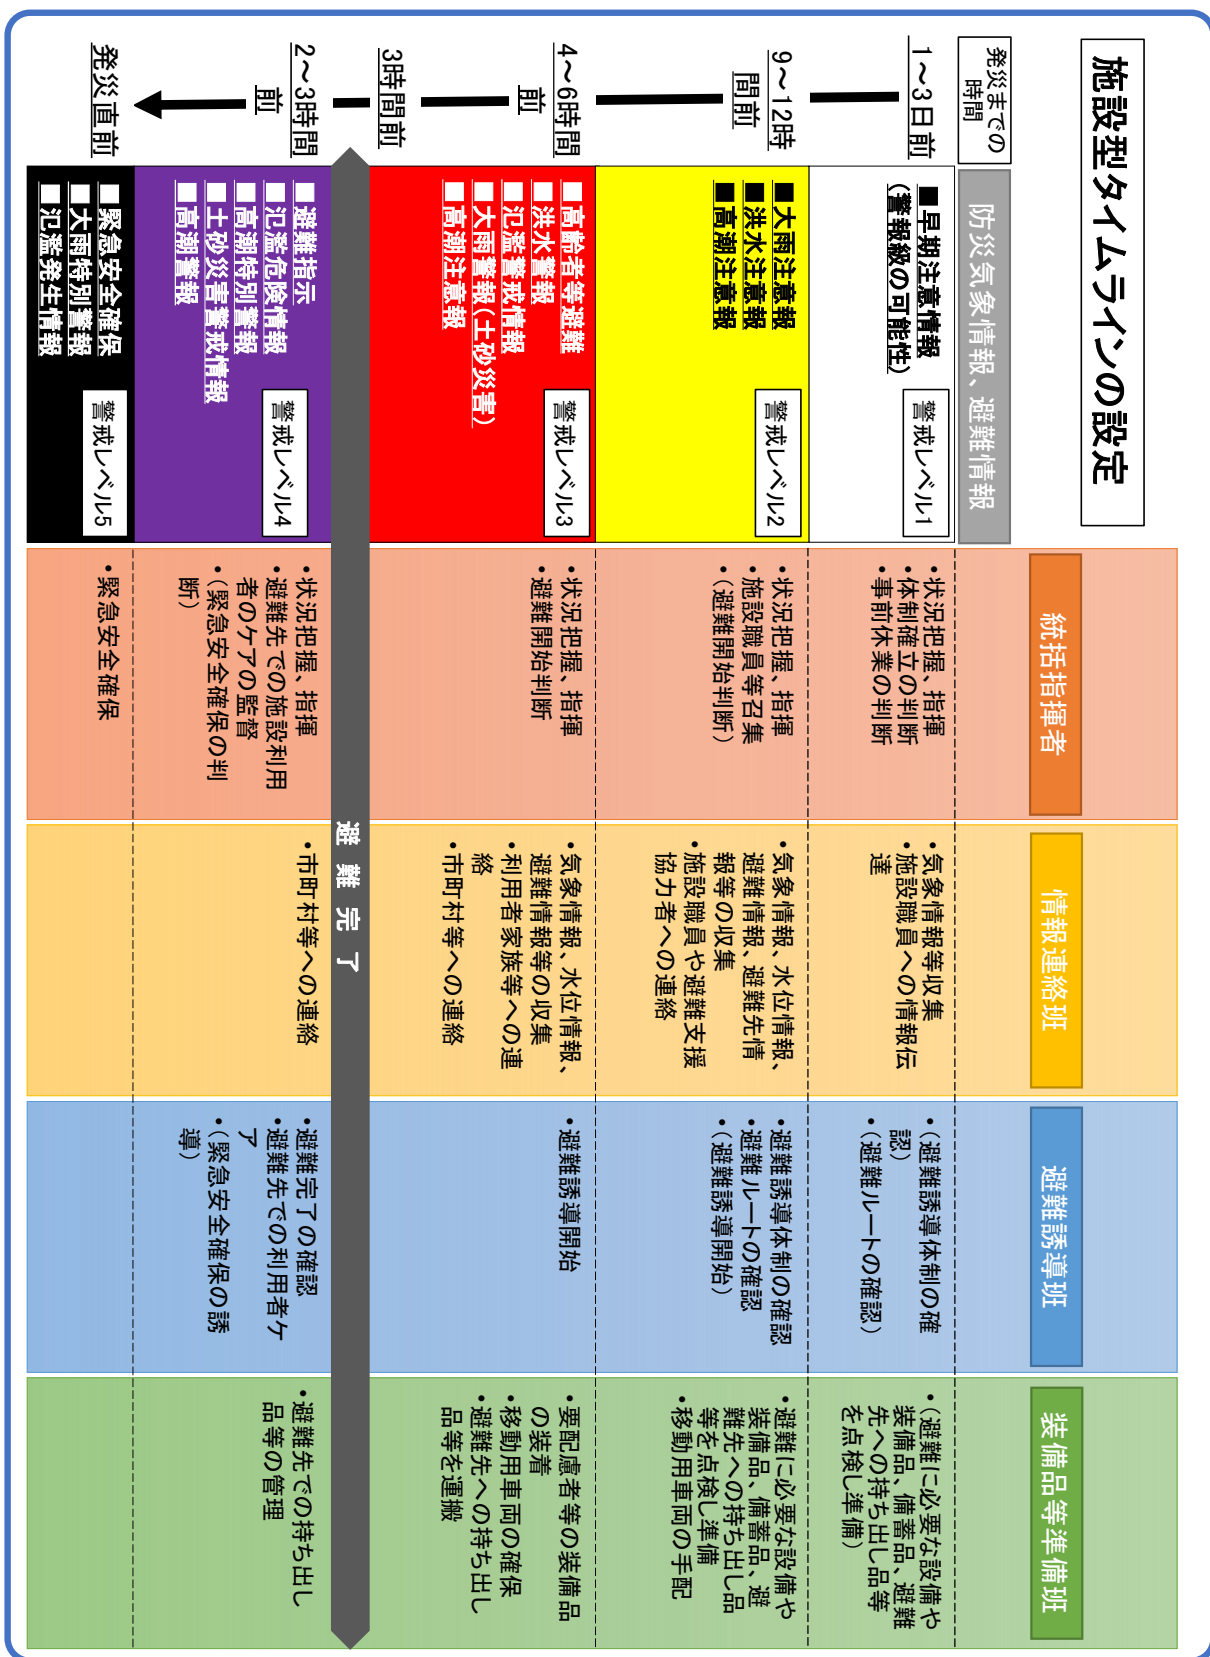 施設型タイムラインの設定
発災までの
時間
防災気象情報、避難情報
統括指揮者
情報連絡班
避難誘導班
装備品等準備班
1～3日前
■早期注意情報
(警報級の可能性)
警戒レベル1
・状況把握、指揮
・体制確立の判断
・事前休業の判断
・気象情報等収集
・施設職員への情報伝
達
・(避難誘導体制の確
認)
・(避難ルートの確認)
・(避難に必要な設備や
装備品、備蓄品、避難
先への持ち出し品等
を点検し準備)
9～12時
間前
■大雨注意報
■洪水注意報
■高潮注意報
警戒レベル2
・状況把握、指揮
・施設職員等召集
・(避難開始判断)
・気象情報、水位情報、
避難情報、避難先情
報等の収集
・施設職員や避難支援
協力者への連絡
・避難誘導体制の確認
・避難ルートの確認
・(避難誘導開始)
・避難に必要な設備や
装備品、備蓄品、避
難先への持ち出し品
等を点検し準備
・移動用車両の手配
4～6時間
前
■高齢者等避難
■洪水警報
■氾濫警戒情報
■大雨警報(土砂災害)
■高潮注意報
警戒レベル3
・状況把握、指揮
・避難開始判断
・気象情報、水位情報、
避難情報等の収集
・利用者家族等への連
絡
・市町村等への連絡
・避難誘導開始
・要配慮者等の装備品
の装着
・移動用車両の確保
・避難先への持ち出し
品等を運搬
3時間前
避難完了
2～3時間
前
■避難指示
■氾濫危険情報
■高潮特別警報
■土砂災害警戒情報
■高潮警報
警戒レベル4
・状況把握、指揮
・避難先での施設利用
者のケアの監督
・(緊急安全確保の判
断)
・市町村等への連絡
・避難完了の確認
・避難先での利用者ケ
ア
・(緊急安全確保の誘
導)
・避難先での持ち出し
品等の管理
発災直前
■緊急安全確保
■大雨特別警報
■氾濫発生情報
警戒レベル5
・緊急安全確保